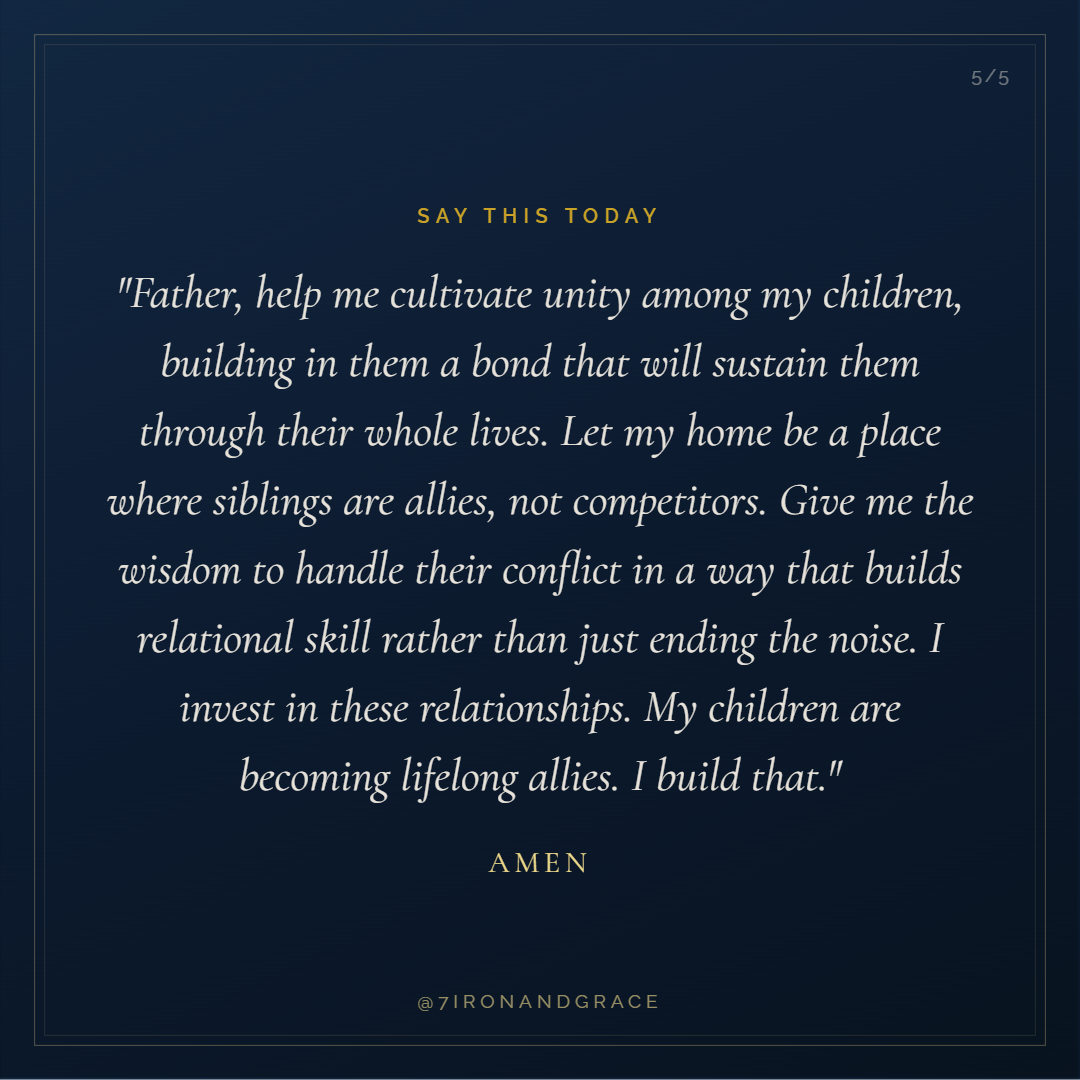 5/5
SAY THIS TODAY
"Father, help me cultivate unity among my children,
building in them a bond that will sustain them
through their whole lives. Let my home be a place
where siblings are allies, not competitors. Give me the
wisdom to handle their conflict in a way that builds
relational skill rather than just ending the noise. I
invest in these relationships. My children are
becoming lifelong allies. I build that."
AMEN
@7IRONANDGRACE